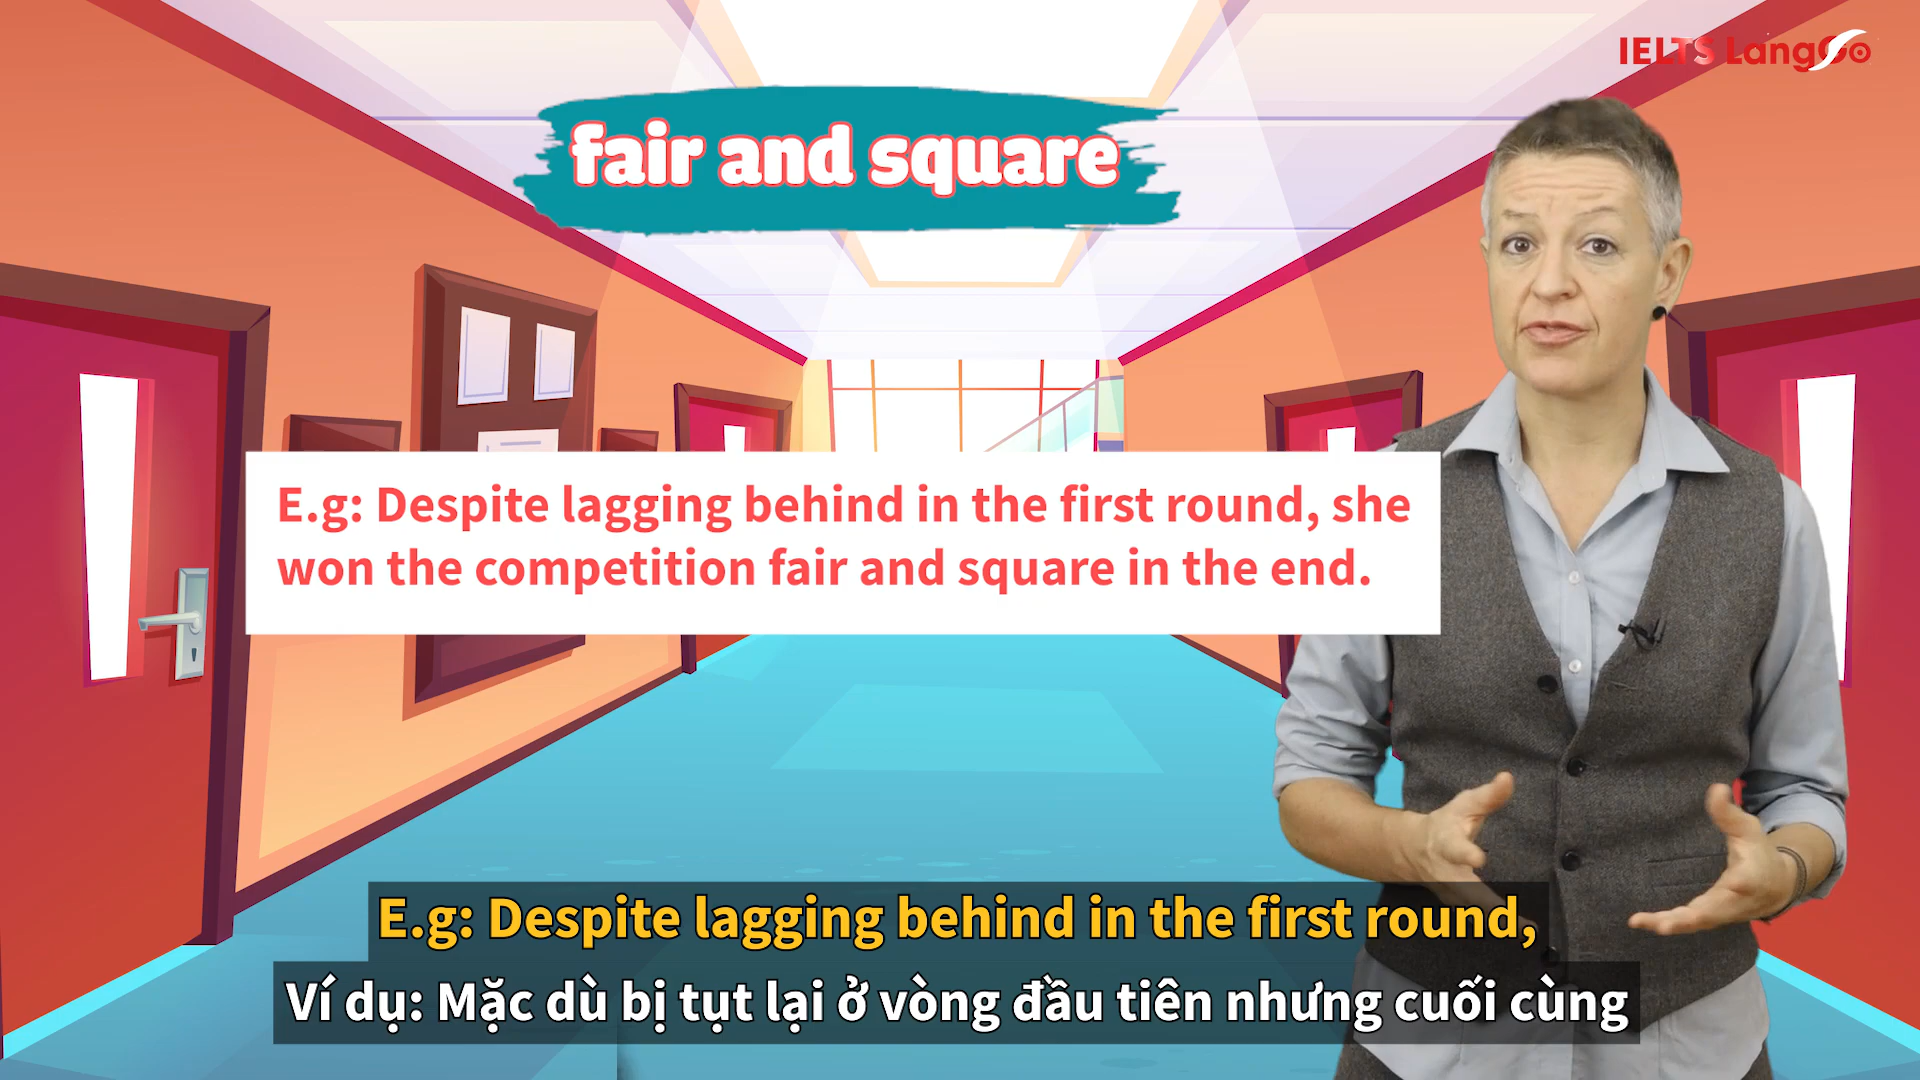 IELTS LangGo
fair and square
E.g: Despite lagging behind in the first round, she
won the competition fair and square in the end.
E.g: Despite lagging behind in the first round,
Ví dụ: Mặc dù bị tụt lại ở vòng đầu tiên nhưng cuối cùng